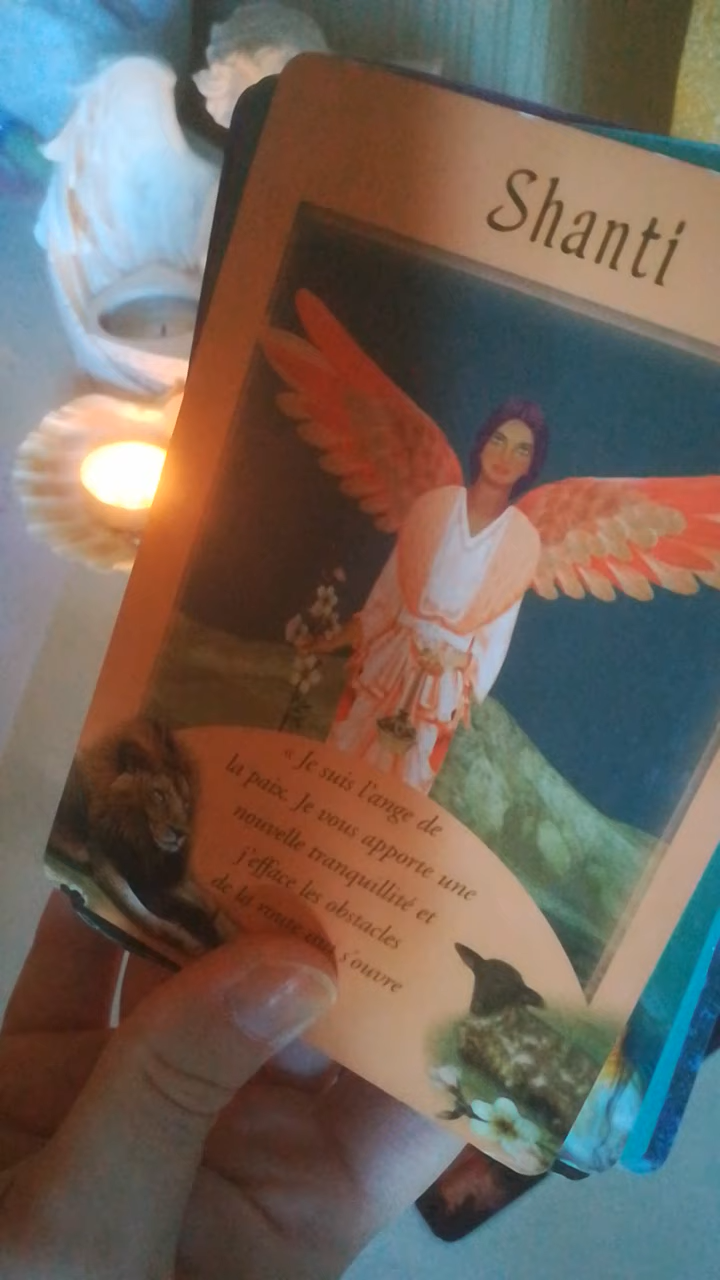 Shanti
« Je suis l'ange de
la paix. Je vous apporte une
nouvelle tranquillité et
j'efface les obstacles
de la route qui s'ouvre